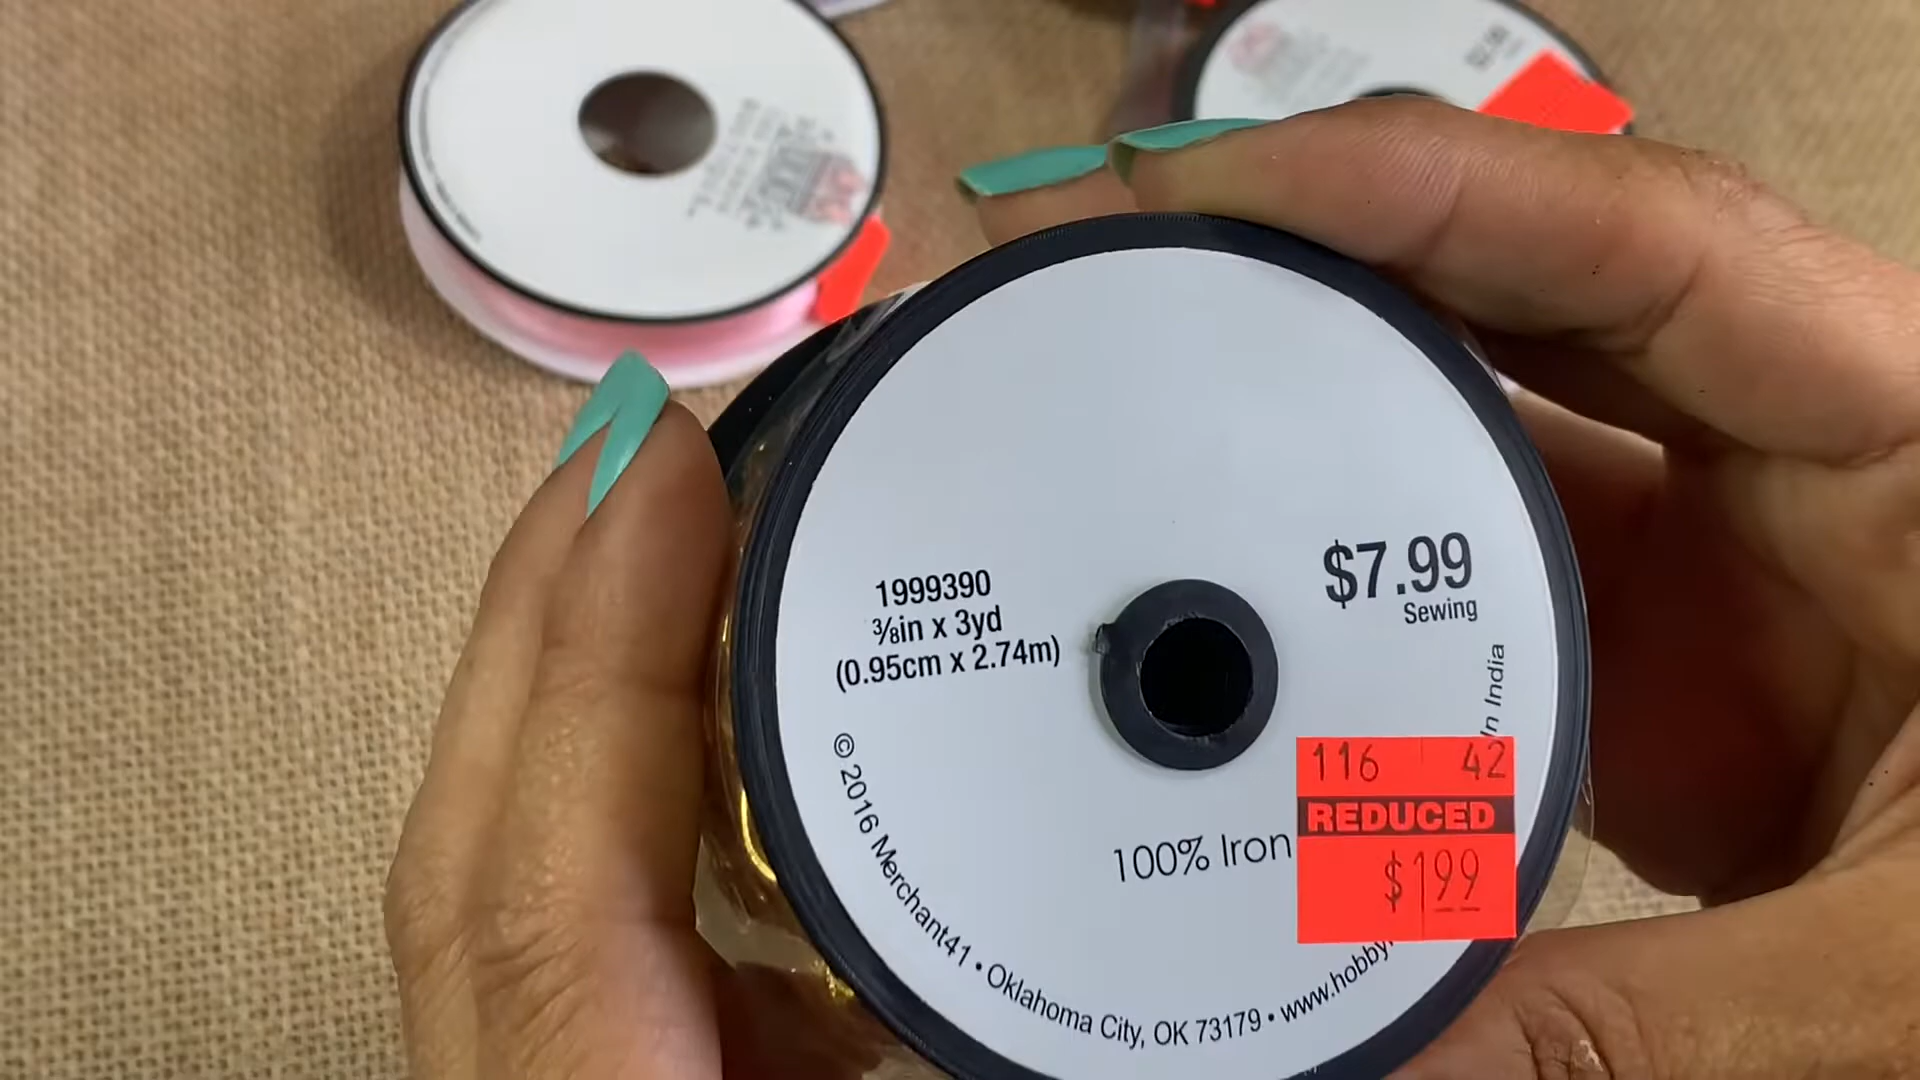 1999390
⅜in x 3yd
(0.95cm x 2.74m)
$7.99
Sewing
In India
116 42
REDUCED
$1.99
100% Iron
© 2016 Merchant41 • Oklahoma City, OK 73179 • www.hobby